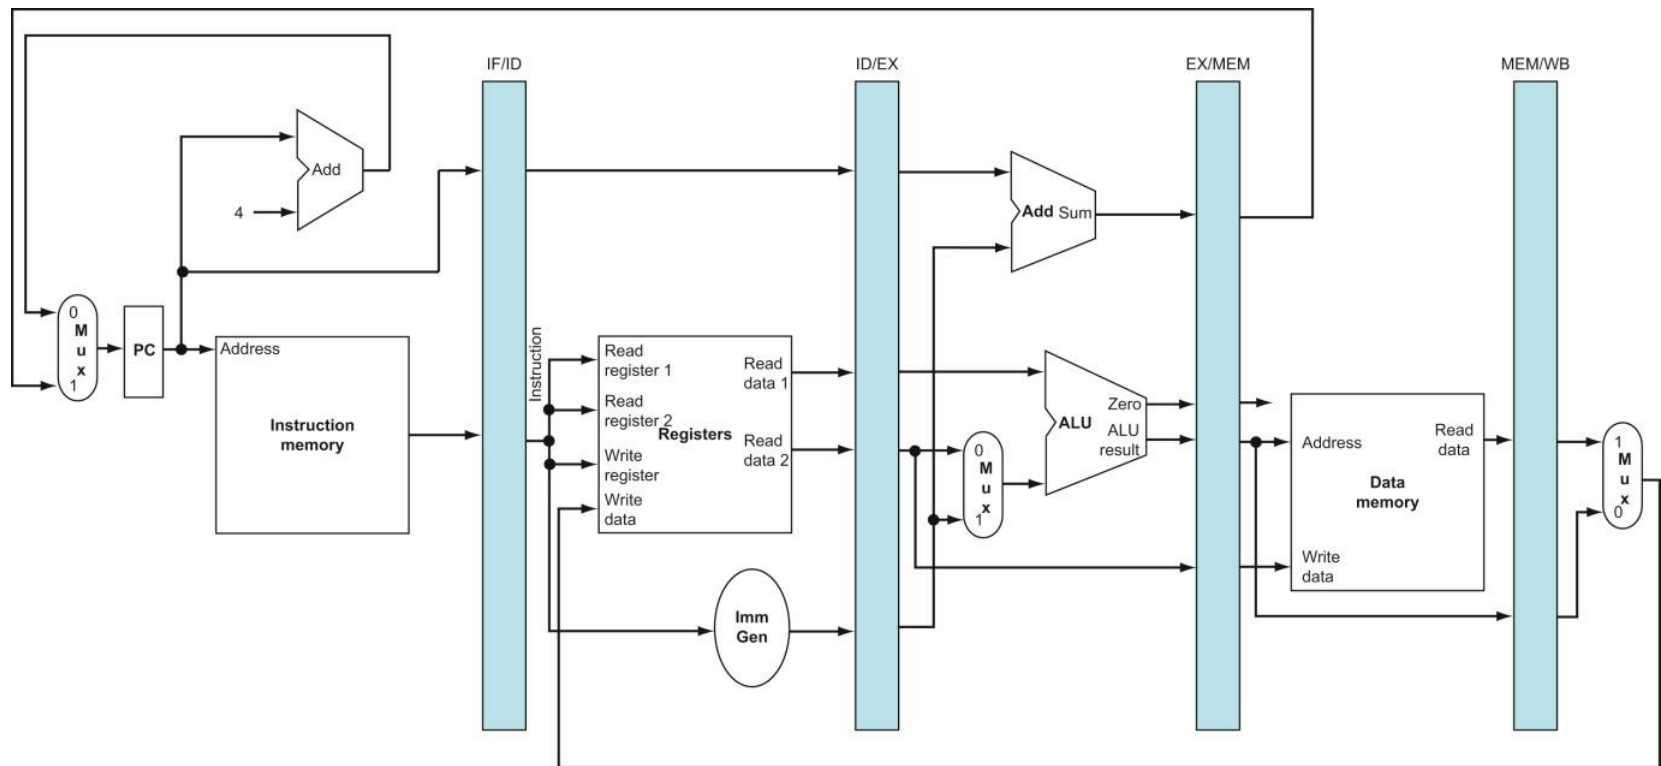 IF/ID
ID/EX
EX/MEM
MEM/WB
Add
4
Add Sum
0
M
u
x
1
PC
Address
Instruction
memory
Instruction
Read
register 1
Read
register 2
Write
register
Write
data
Registers
Read
data 1
Read
data 2
Imm
Gen
0
M
u
x
1
Zero
ALU
ALU
result
Address
Read
data
Data
memory
Write
data
1
M
u
x
0